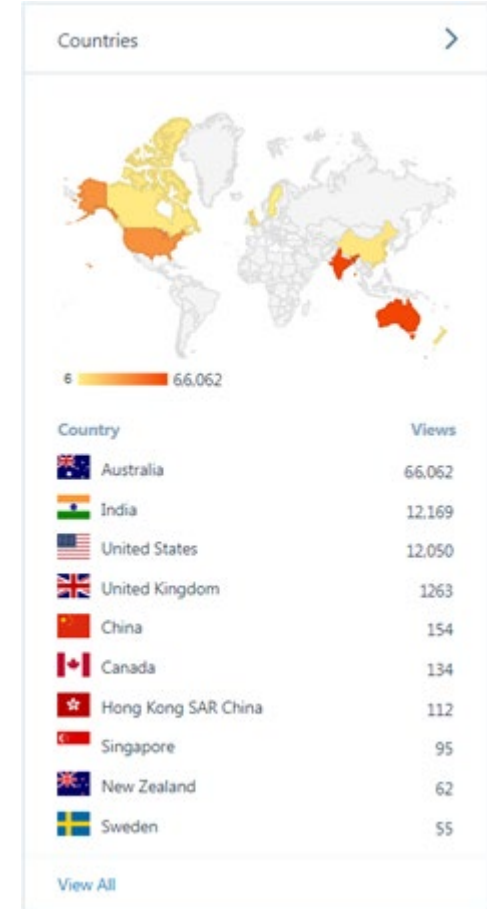 Countries
6 66,062
Country Views
Australia 66,062
India 12,169
United States 12,050
United Kingdom 1263
China 154
Canada 134
Hong Kong SAR China 112
Singapore 95
New Zealand 62
Sweden 55
View All